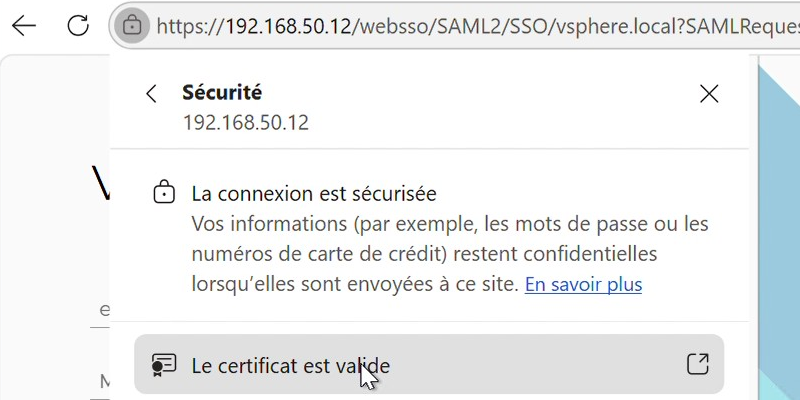 https://192.168.50.12/websso/SAML2/SSO/vsphere.local?SAMLReques
Sécurité
192.168.50.12
La connexion est sécurisée
Vos informations (par exemple, les mots de passe ou les
numéros de carte de crédit) restent confidentielles
lorsqu'elles sont envoyées à ce site. En savoir plus
Le certificat est valide